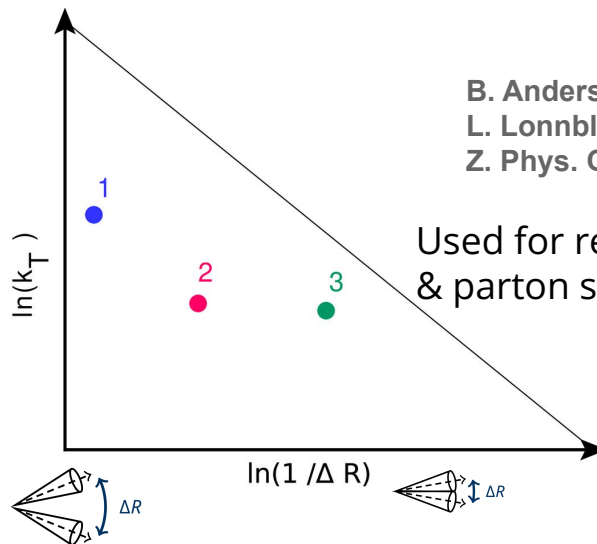 B. Anders
L. Lonnbl
Z. Phys. C
1
Used for re
& parton s
2
3
ln(k_T )
ln(1 /Δ R)
ΔR
ΔR